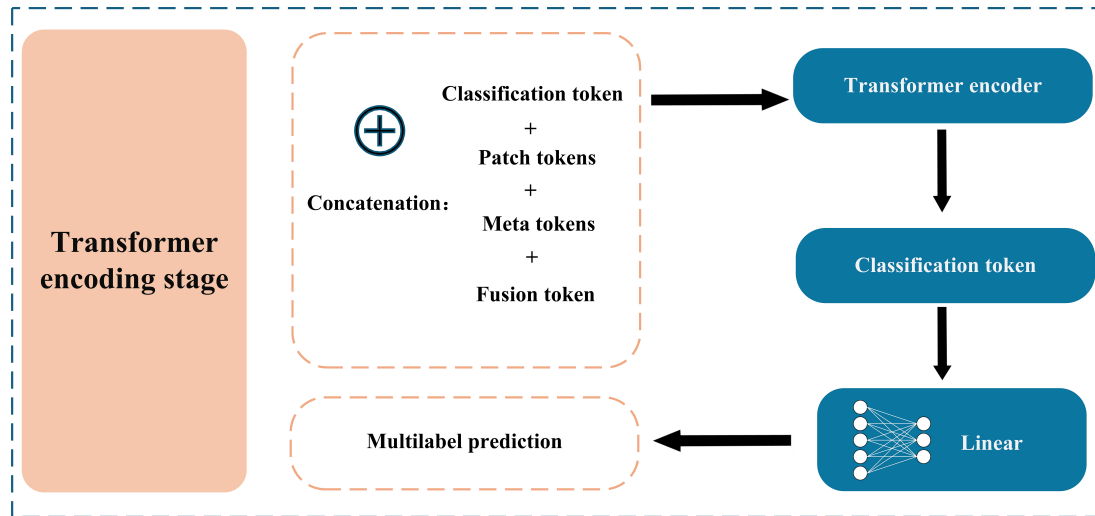 Transformer
encoding stage
Concatenation：
Classification token
+
Patch tokens
+
Meta tokens
+
Fusion token
Transformer encoder
Classification token
Linear
Multilabel prediction